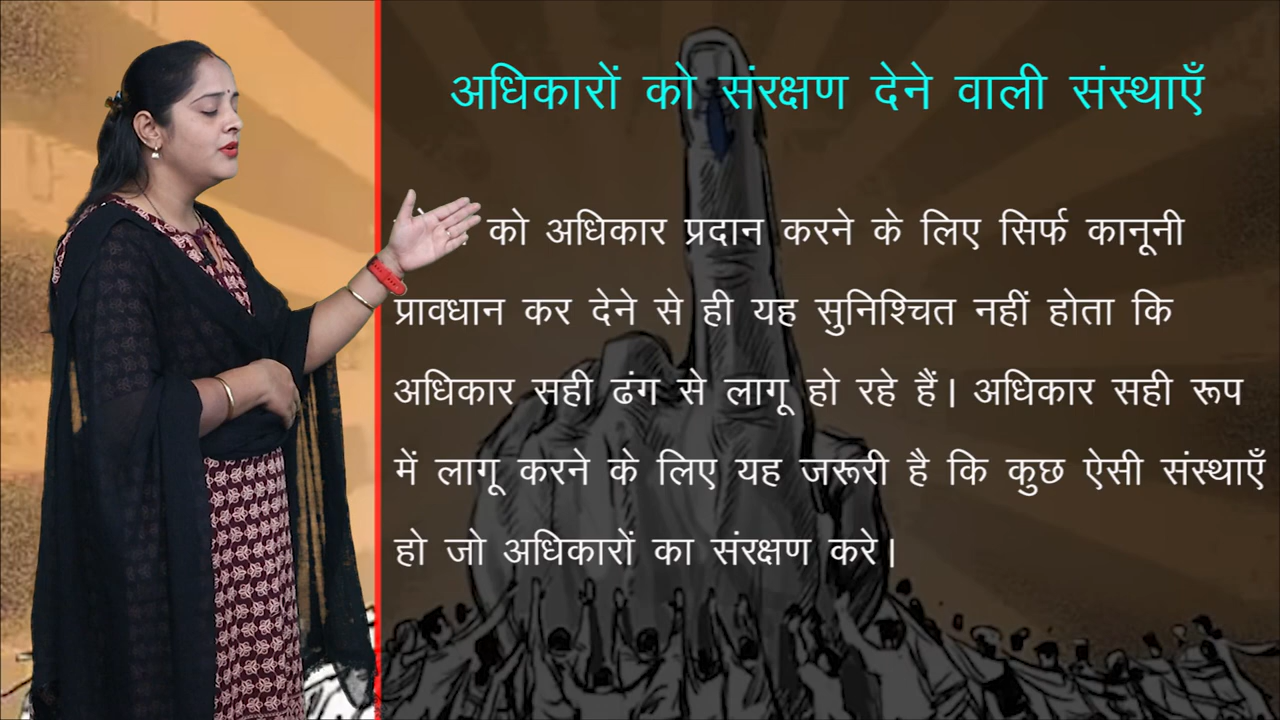 अधिकारों को संरक्षण देने वाली संस्थाएँ
को अधिकार प्रदान करने के लिए सिर्फ कानूनी
प्रावधान कर देने से ही यह सुनिश्चित नहीं होता कि
अधिकार सही ढंग से लागू हो रहे हैं। अधिकार सही रूप
में लागू करने के लिए यह जरूरी है कि कुछ ऐसी संस्थाएँ
हो जो अधिकारों का संरक्षण करे।